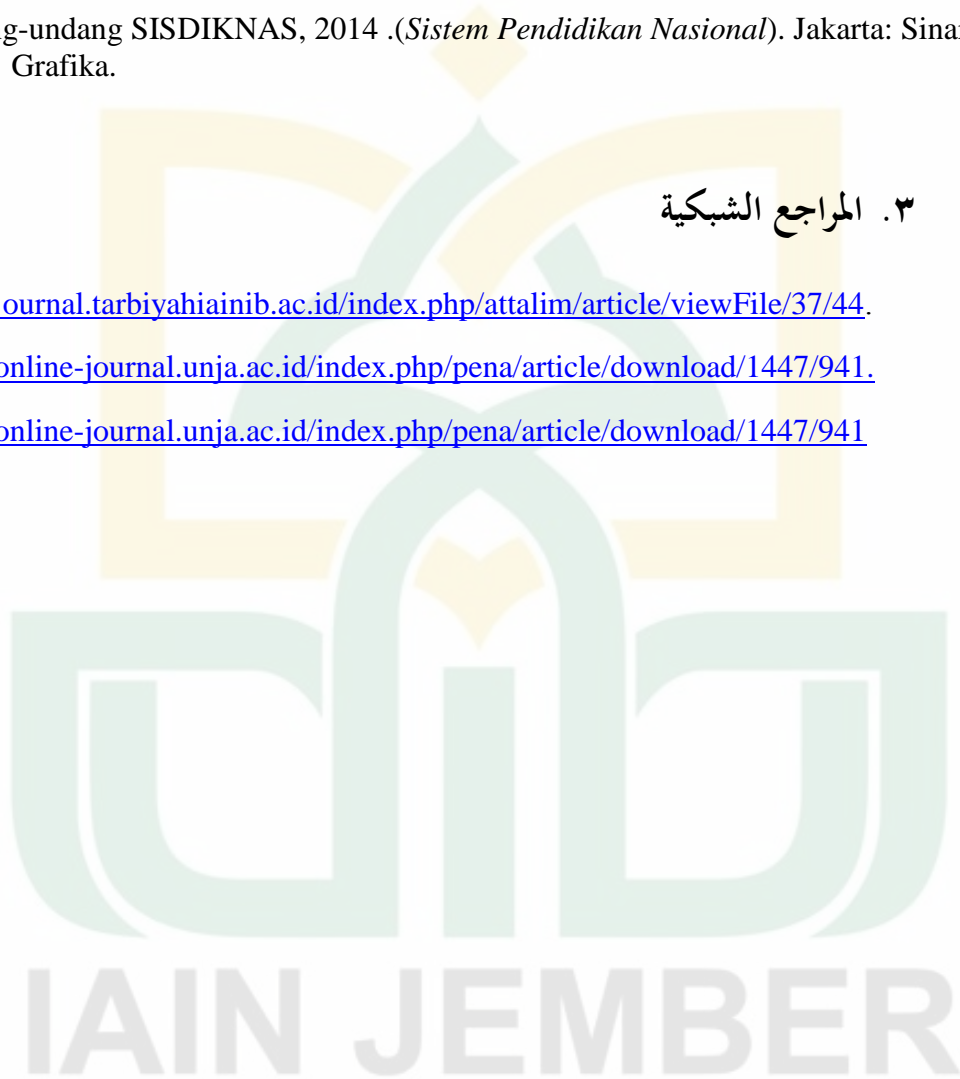 g-undang SISDIKNAS, 2014 .(Sistem Pendidikan Nasional). Jakarta: Sinar
Grafika.
٣. المراجع الشبكية
ournal.tarbiyahiainib.ac.id/index.php/attalim/article/viewFile/37/44.
online-journal.unja.ac.id/index.php/pena/article/download/1447/941.
online-journal.unja.ac.id/index.php/pena/article/download/1447/941
IAIN JEMBER